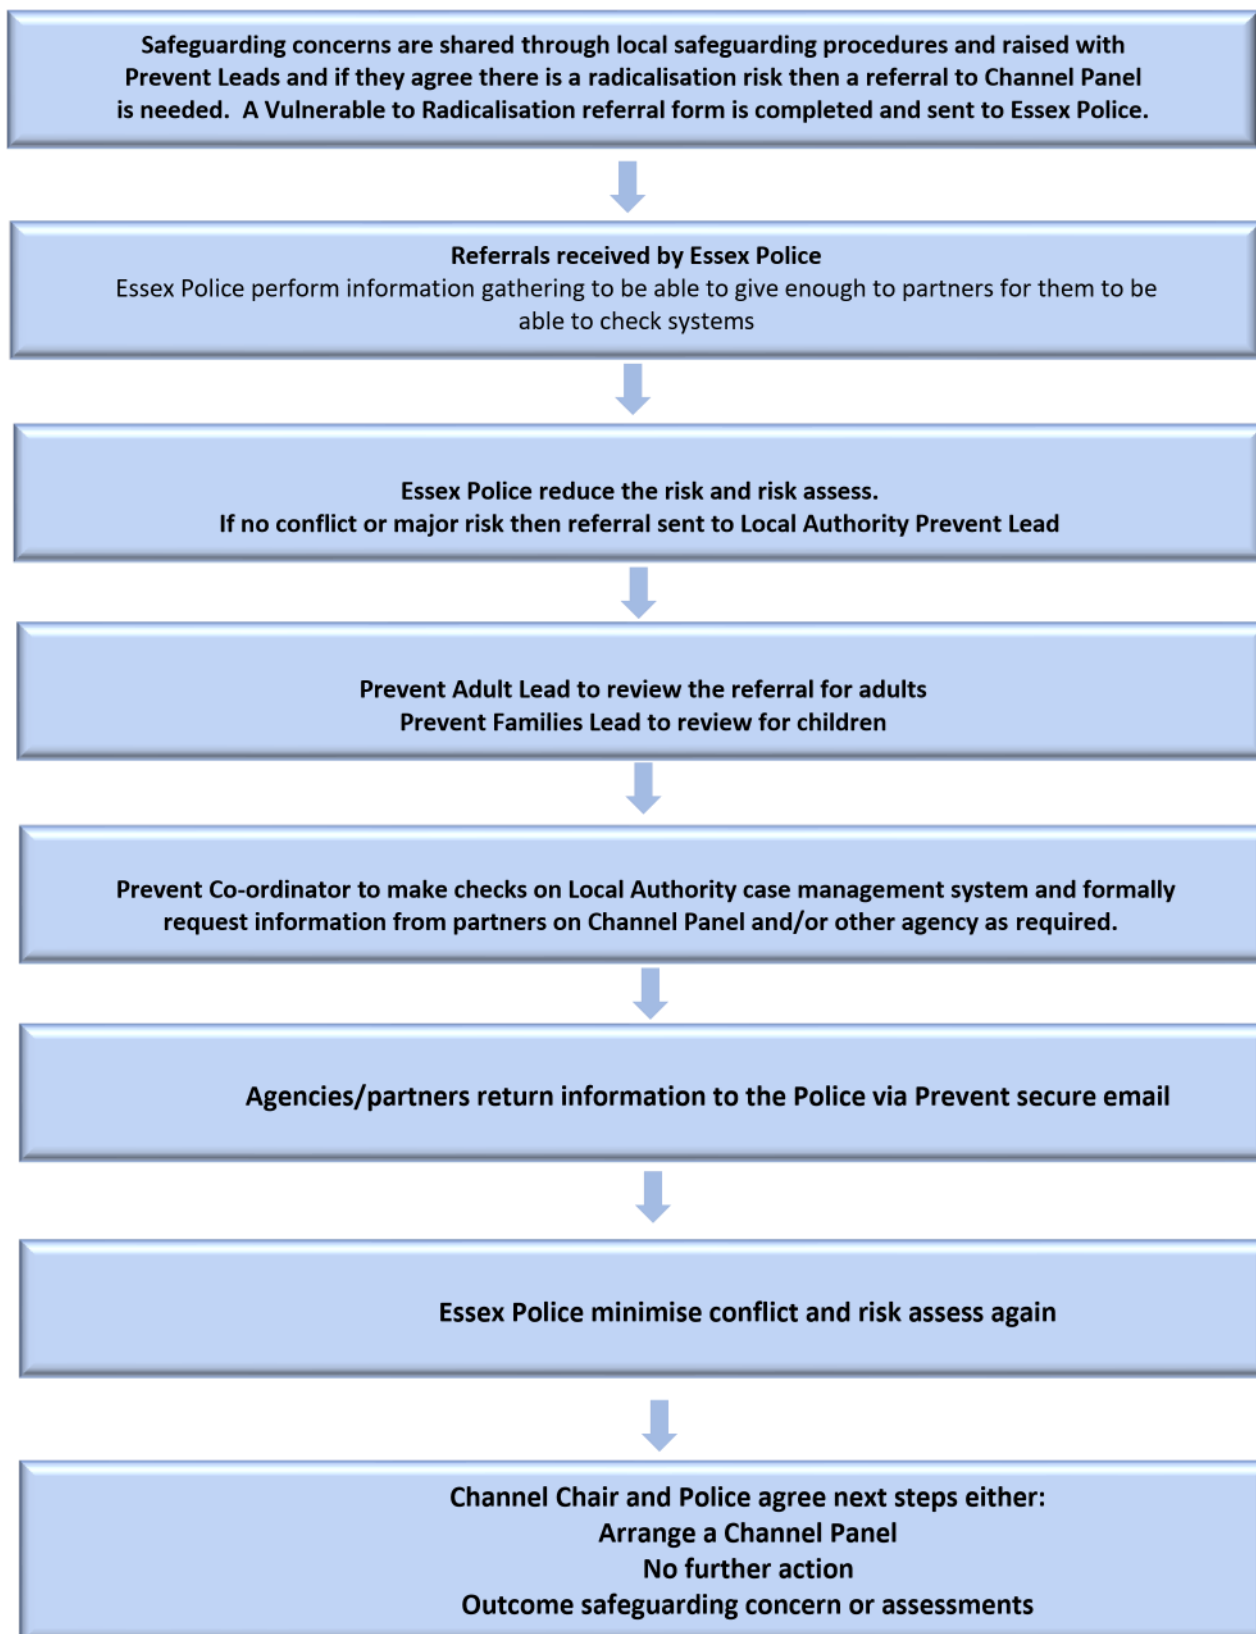 Safeguarding concerns are shared through local safeguarding procedures and raised with
Prevent Leads and if they agree there is a radicalisation risk then a referral to Channel Panel
is needed.  A Vulnerable to Radicalisation referral form is completed and sent to Essex Police.
Referrals received by Essex Police
Essex Police perform information gathering to be able to give enough to partners for them to be
able to check systems
Essex Police reduce the risk and risk assess.
If no conflict or major risk then referral sent to Local Authority Prevent Lead
Prevent Adult Lead to review the referral for adults
Prevent Families Lead to review for children
Prevent Co-ordinator to make checks on Local Authority case management system and formally
request information from partners on Channel Panel and/or other agency as required.
Agencies/partners return information to the Police via Prevent secure email
Essex Police minimise conflict and risk assess again
Channel Chair and Police agree next steps either:
Arrange a Channel Panel
No further action
Outcome safeguarding concern or assessments